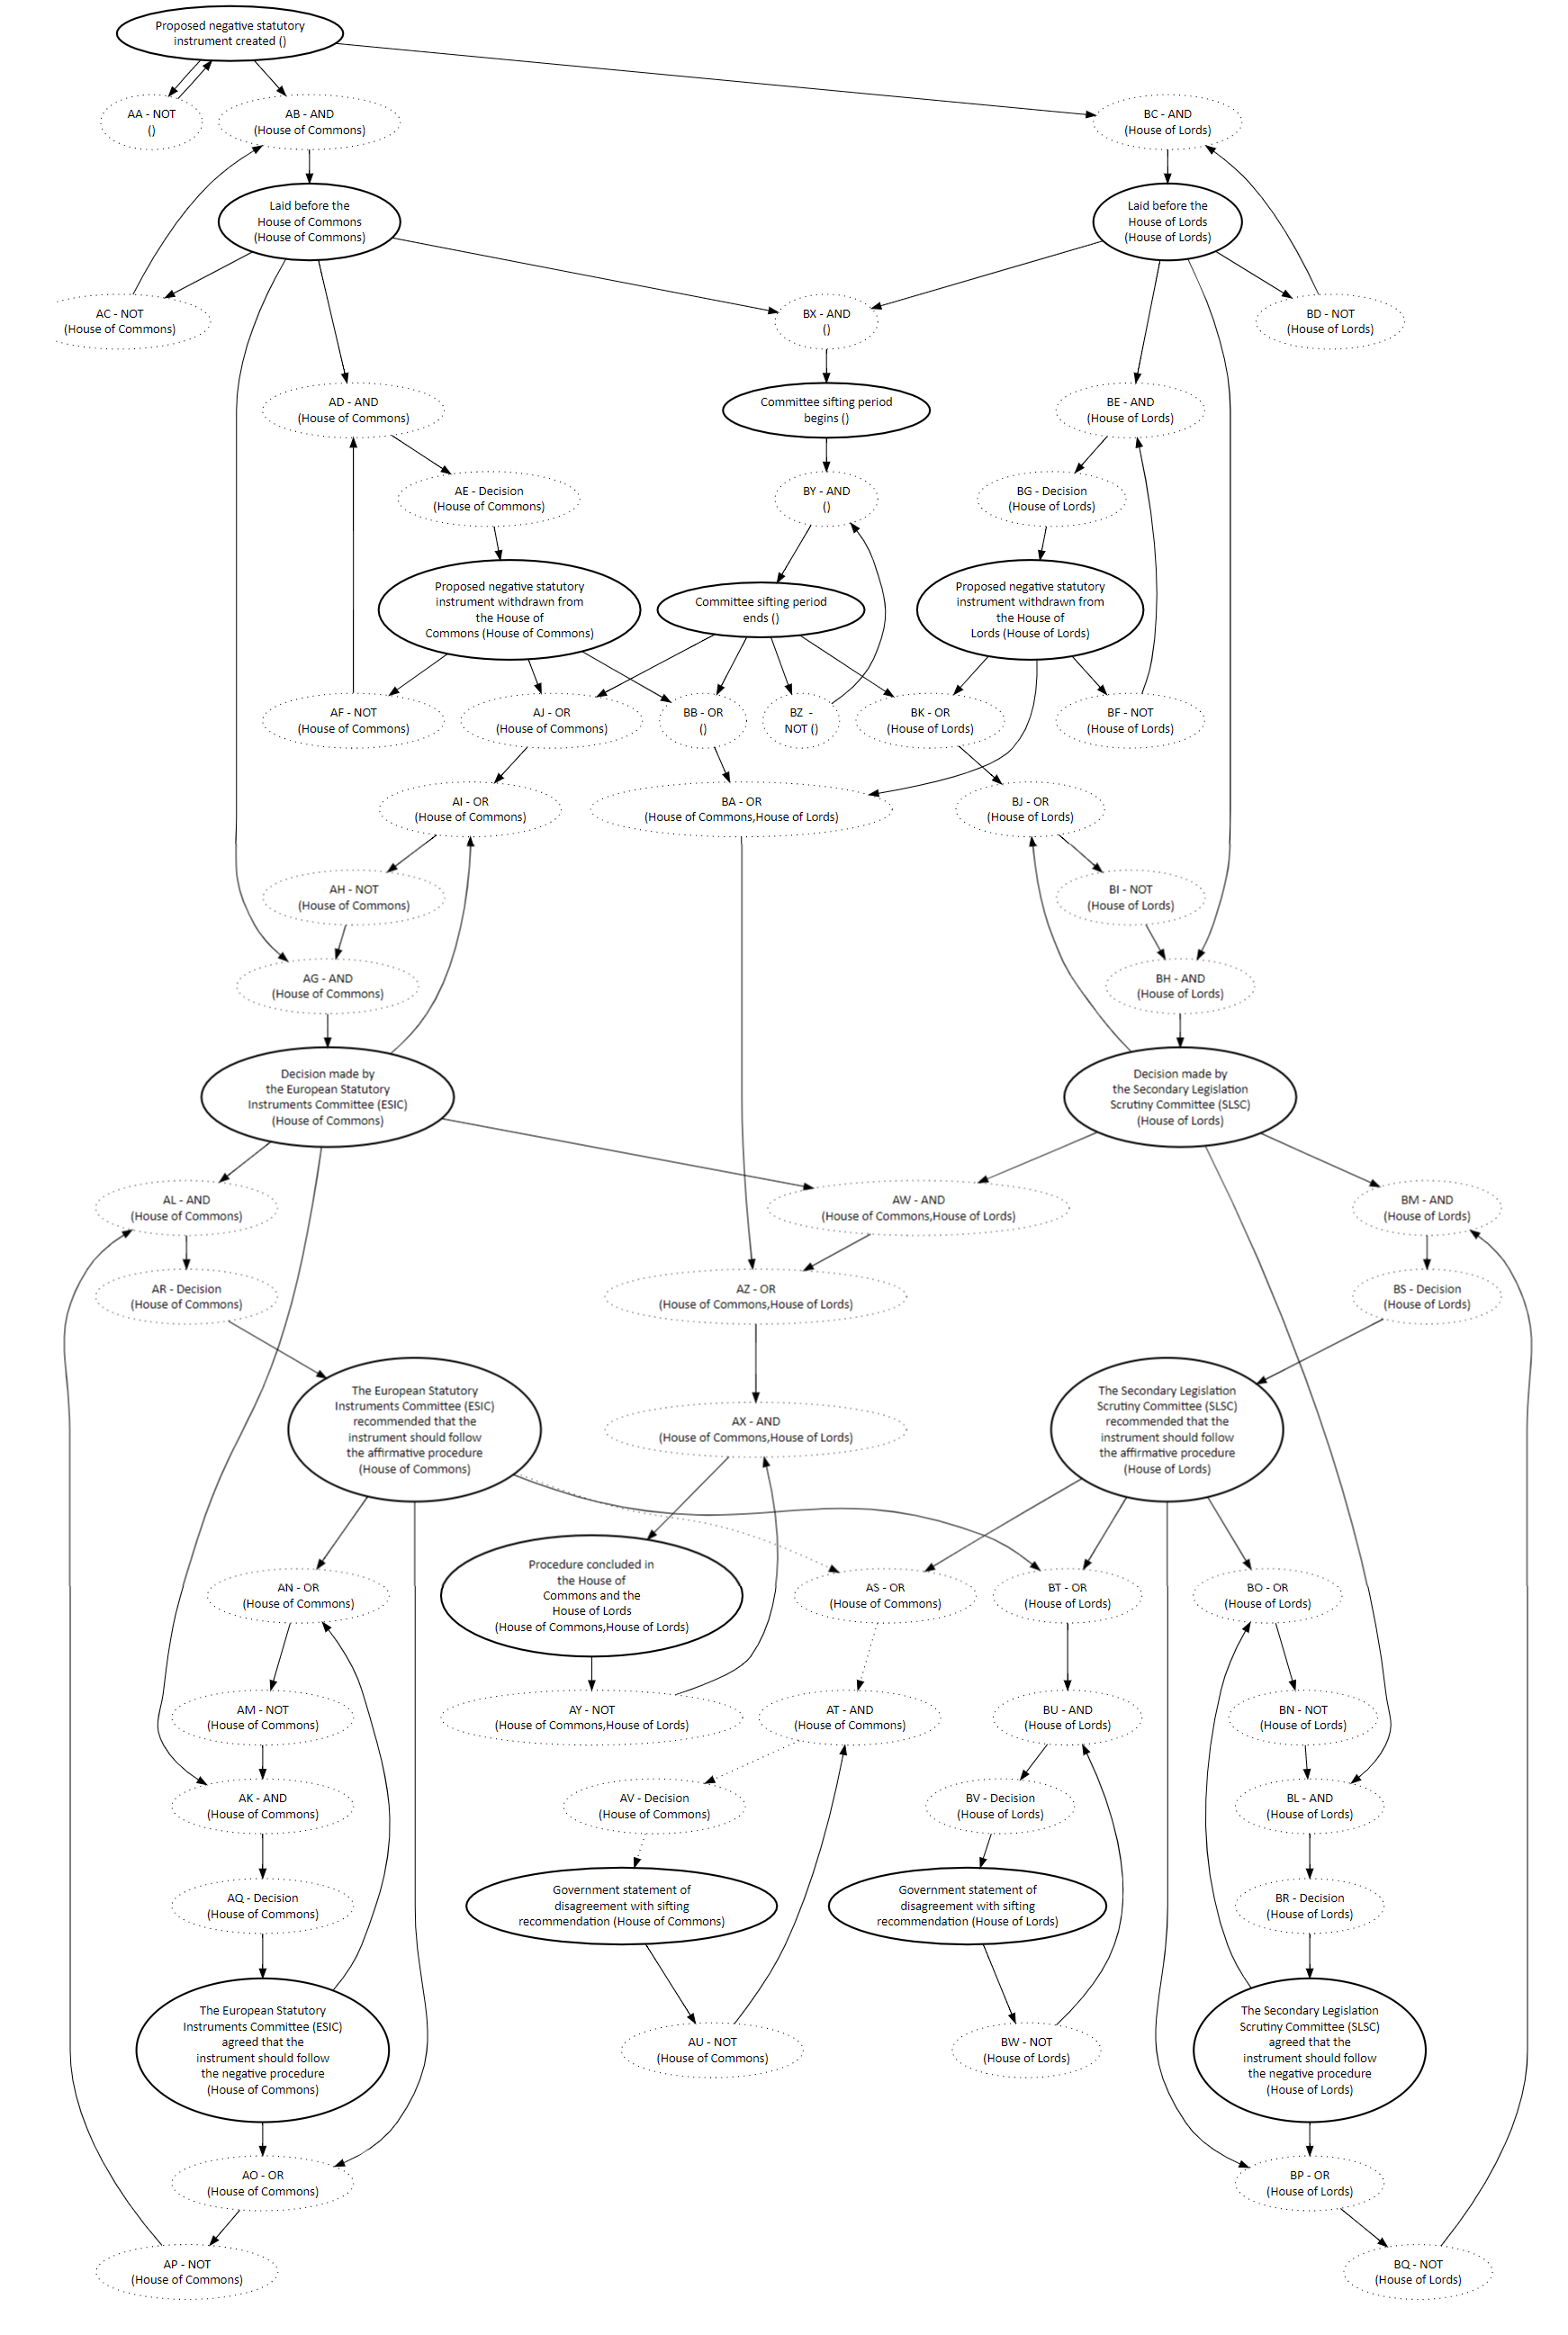 Proposed negative statutory
instrument created ()
AA - NOT
()
AB - AND
(House of Commons)
BC - AND
(House of Lords)
Laid before the
House of Commons
(House of Commons)
Laid before the
House of Lords
(House of Lords)
AC - NOT
(House of Commons)
BX - AND
()
BD - NOT
(House of Lords)
AD - AND
(House of Commons)
Committee sifting period
begins ()
BE - AND
(House of Lords)
AE - Decision
(House of Commons)
BY - AND
()
BG - Decision
(House of Lords)
Proposed negative statutory
instrument withdrawn from
the House of
Commons (House of Commons)
Committee sifting period
ends ()
Proposed negative statutory
instrument withdrawn from
the House of
Lords (House of Lords)
AF - NOT
(House of Commons)
AJ - OR
(House of Commons)
BB - OR
()
BZ -
NOT ()
BK - OR
(House of Lords)
BF - NOT
(House of Lords)
AI - OR
(House of Commons)
BA - OR
(House of Commons,House of Lords)
BJ - OR
(House of Lords)
AH - NOT
(House of Commons)
BI - NOT
(House of Lords)
AG - AND
(House of Commons)
BH - AND
(House of Lords)
Decision made by
the European Statutory
Instruments Committee (ESIC)
(House of Commons)
Decision made by
the Secondary Legislation
Scrutiny Committee (SLSC)
(House of Lords)
AL - AND
(House of Commons)
AW - AND
(House of Commons,House of Lords)
BM - AND
(House of Lords)
AR - Decision
(House of Commons)
AZ - OR
(House of Commons,House of Lords)
BS - Decision
(House of Lords)
The European Statutory
Instruments Committee (ESIC)
recommended that the
instrument should follow
the affirmative procedure
(House of Commons)
AX - AND
(House of Commons,House of Lords)
The Secondary Legislation
Scrutiny Committee (SLSC)
recommended that the
instrument should follow
the affirmative procedure
(House of Lords)
AN - OR
(House of Commons)
Procedure concluded in
the House of
Commons and the
House of Lords
(House of Commons,House of Lords)
AS - OR
(House of Commons)
BT - OR
(House of Lords)
BO - OR
(House of Lords)
AM - NOT
(House of Commons)
AY - NOT
(House of Commons,House of Lords)
AT - AND
(House of Commons)
BU - AND
(House of Lords)
BN - NOT
(House of Lords)
AK - AND
(House of Commons)
AV - Decision
(House of Commons)
BV - Decision
(House of Lords)
BL - AND
(House of Lords)
AQ - Decision
(House of Commons)
Government statement of
disagreement with sifting
recommendation (House of Commons)
Government statement of
disagreement with sifting
recommendation (House of Lords)
BR - Decision
(House of Lords)
The European Statutory
Instruments Committee (ESIC)
agreed that the
instrument should follow
the negative procedure
(House of Commons)
AU - NOT
(House of Commons)
BW - NOT
(House of Lords)
The Secondary Legislation
Scrutiny Committee (SLSC)
agreed that the
instrument should follow
the negative procedure
(House of Lords)
AO - OR
(House of Commons)
BP - OR
(House of Lords)
AP - NOT
(House of Commons)
BQ - NOT
(House of Lords)